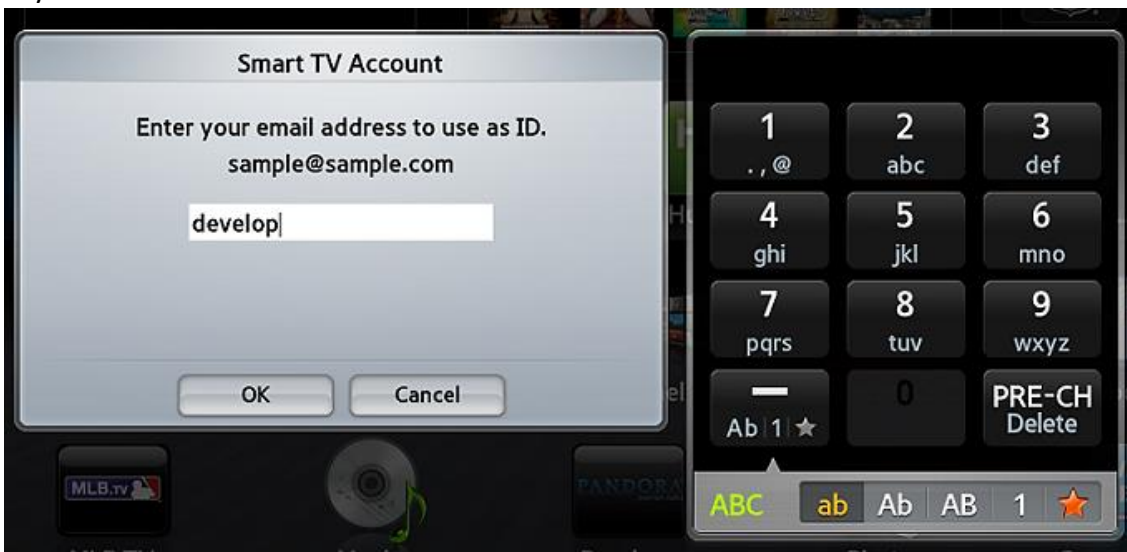 Smart TV Account
Enter your email address to use as ID.
sample@sample.com
develop
OK
Cancel
1
.,@
2
abc
3
def
4
ghi
5
jkl
6
mno
7
pqrs
8
tuv
9
wxyz
Ab|1|★
0
PRE-CH
Delete
ABC ab Ab AB 1 ★
MLB.TV
PANDORA